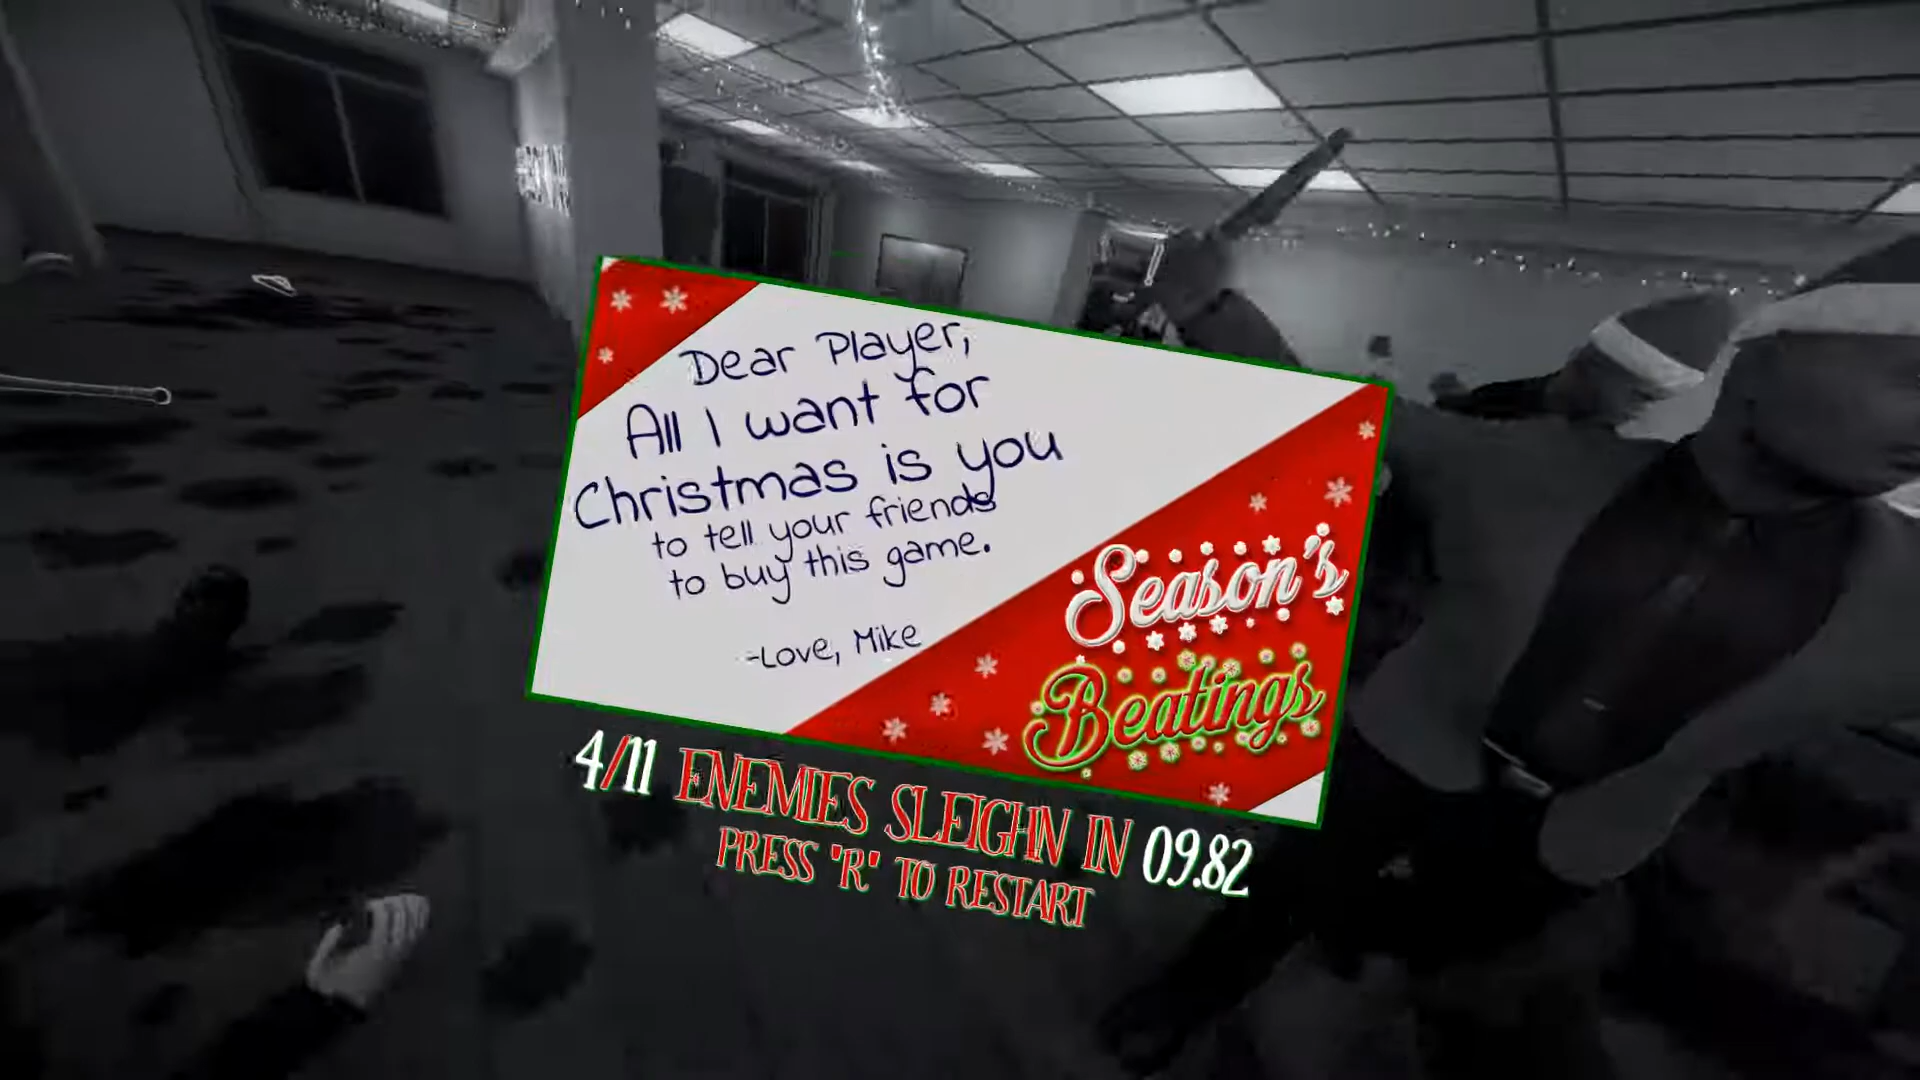 Dear Player,
All I want for
Christmas is you
to tell your friends
to buy this game.
-Love, Mike
Season's
Beatings
4/11 ENEMIES SLEIGHN IN 09.82
PRESS "R" TO RESTART